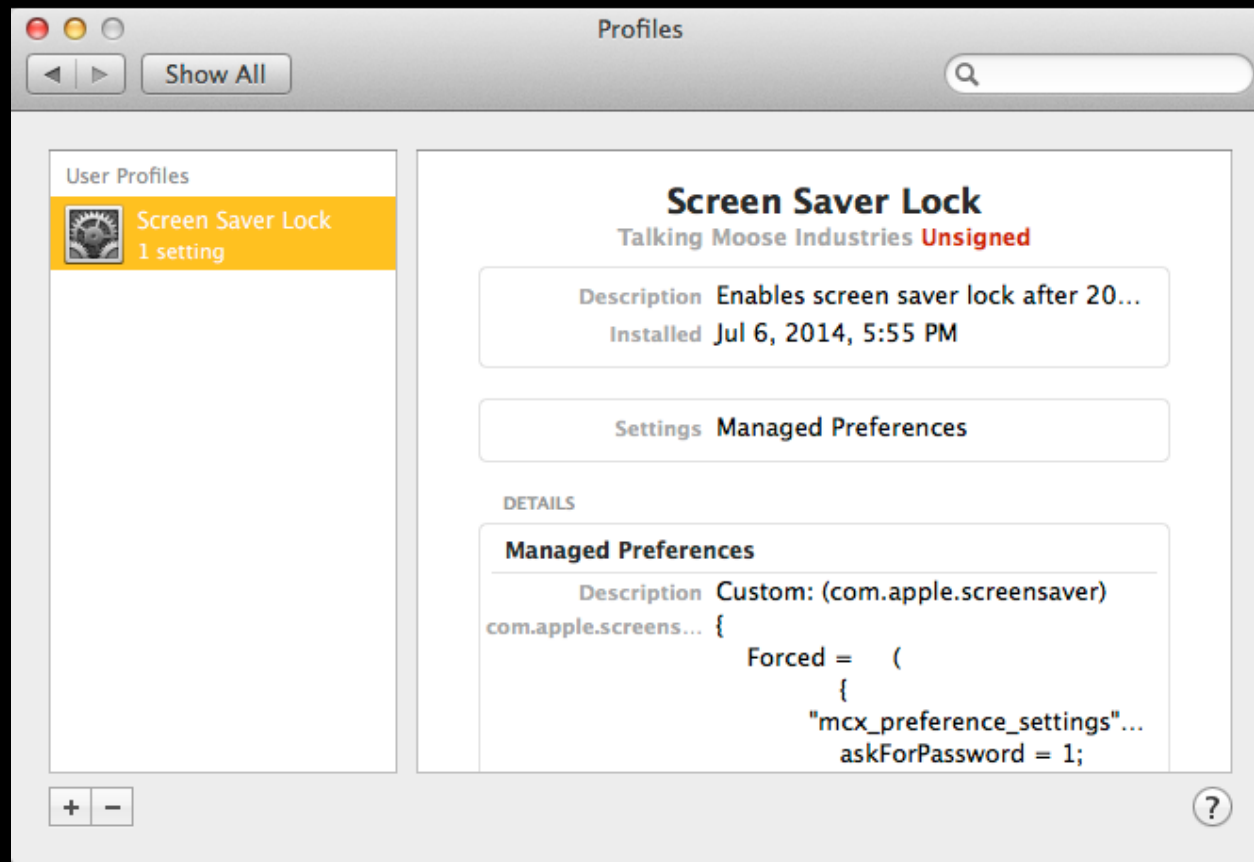 Profiles
Show All
User Profiles
Screen Saver Lock
1 setting
Screen Saver Lock
Talking Moose Industries Unsigned
Description Enables screen saver lock after 20...
Installed Jul 6, 2014, 5:55 PM
Settings Managed Preferences
DETAILS
Managed Preferences
Description Custom: (com.apple.screensaver)
com.apple.screens... {
Forced = (
{
"mcx_preference_settings"...
askForPassword = 1;
+ − ?